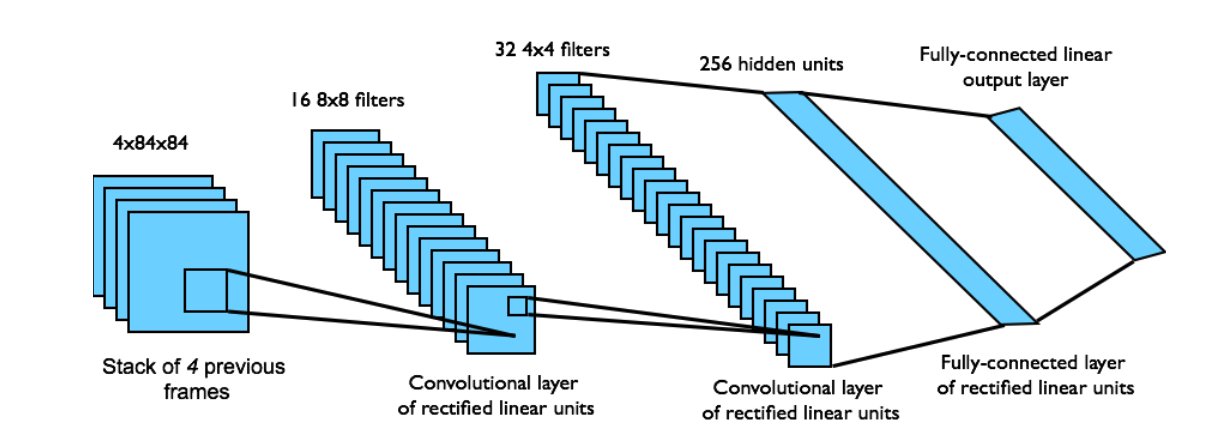 32 4x4 filters
256 hidden units
Fully-connected linear
output layer
16 8x8 filters
4x84x84
Stack of 4 previous
frames
Convolutional layer
of rectified linear units
Convolutional layer
of rectified linear units
Fully-connected layer
of rectified linear units